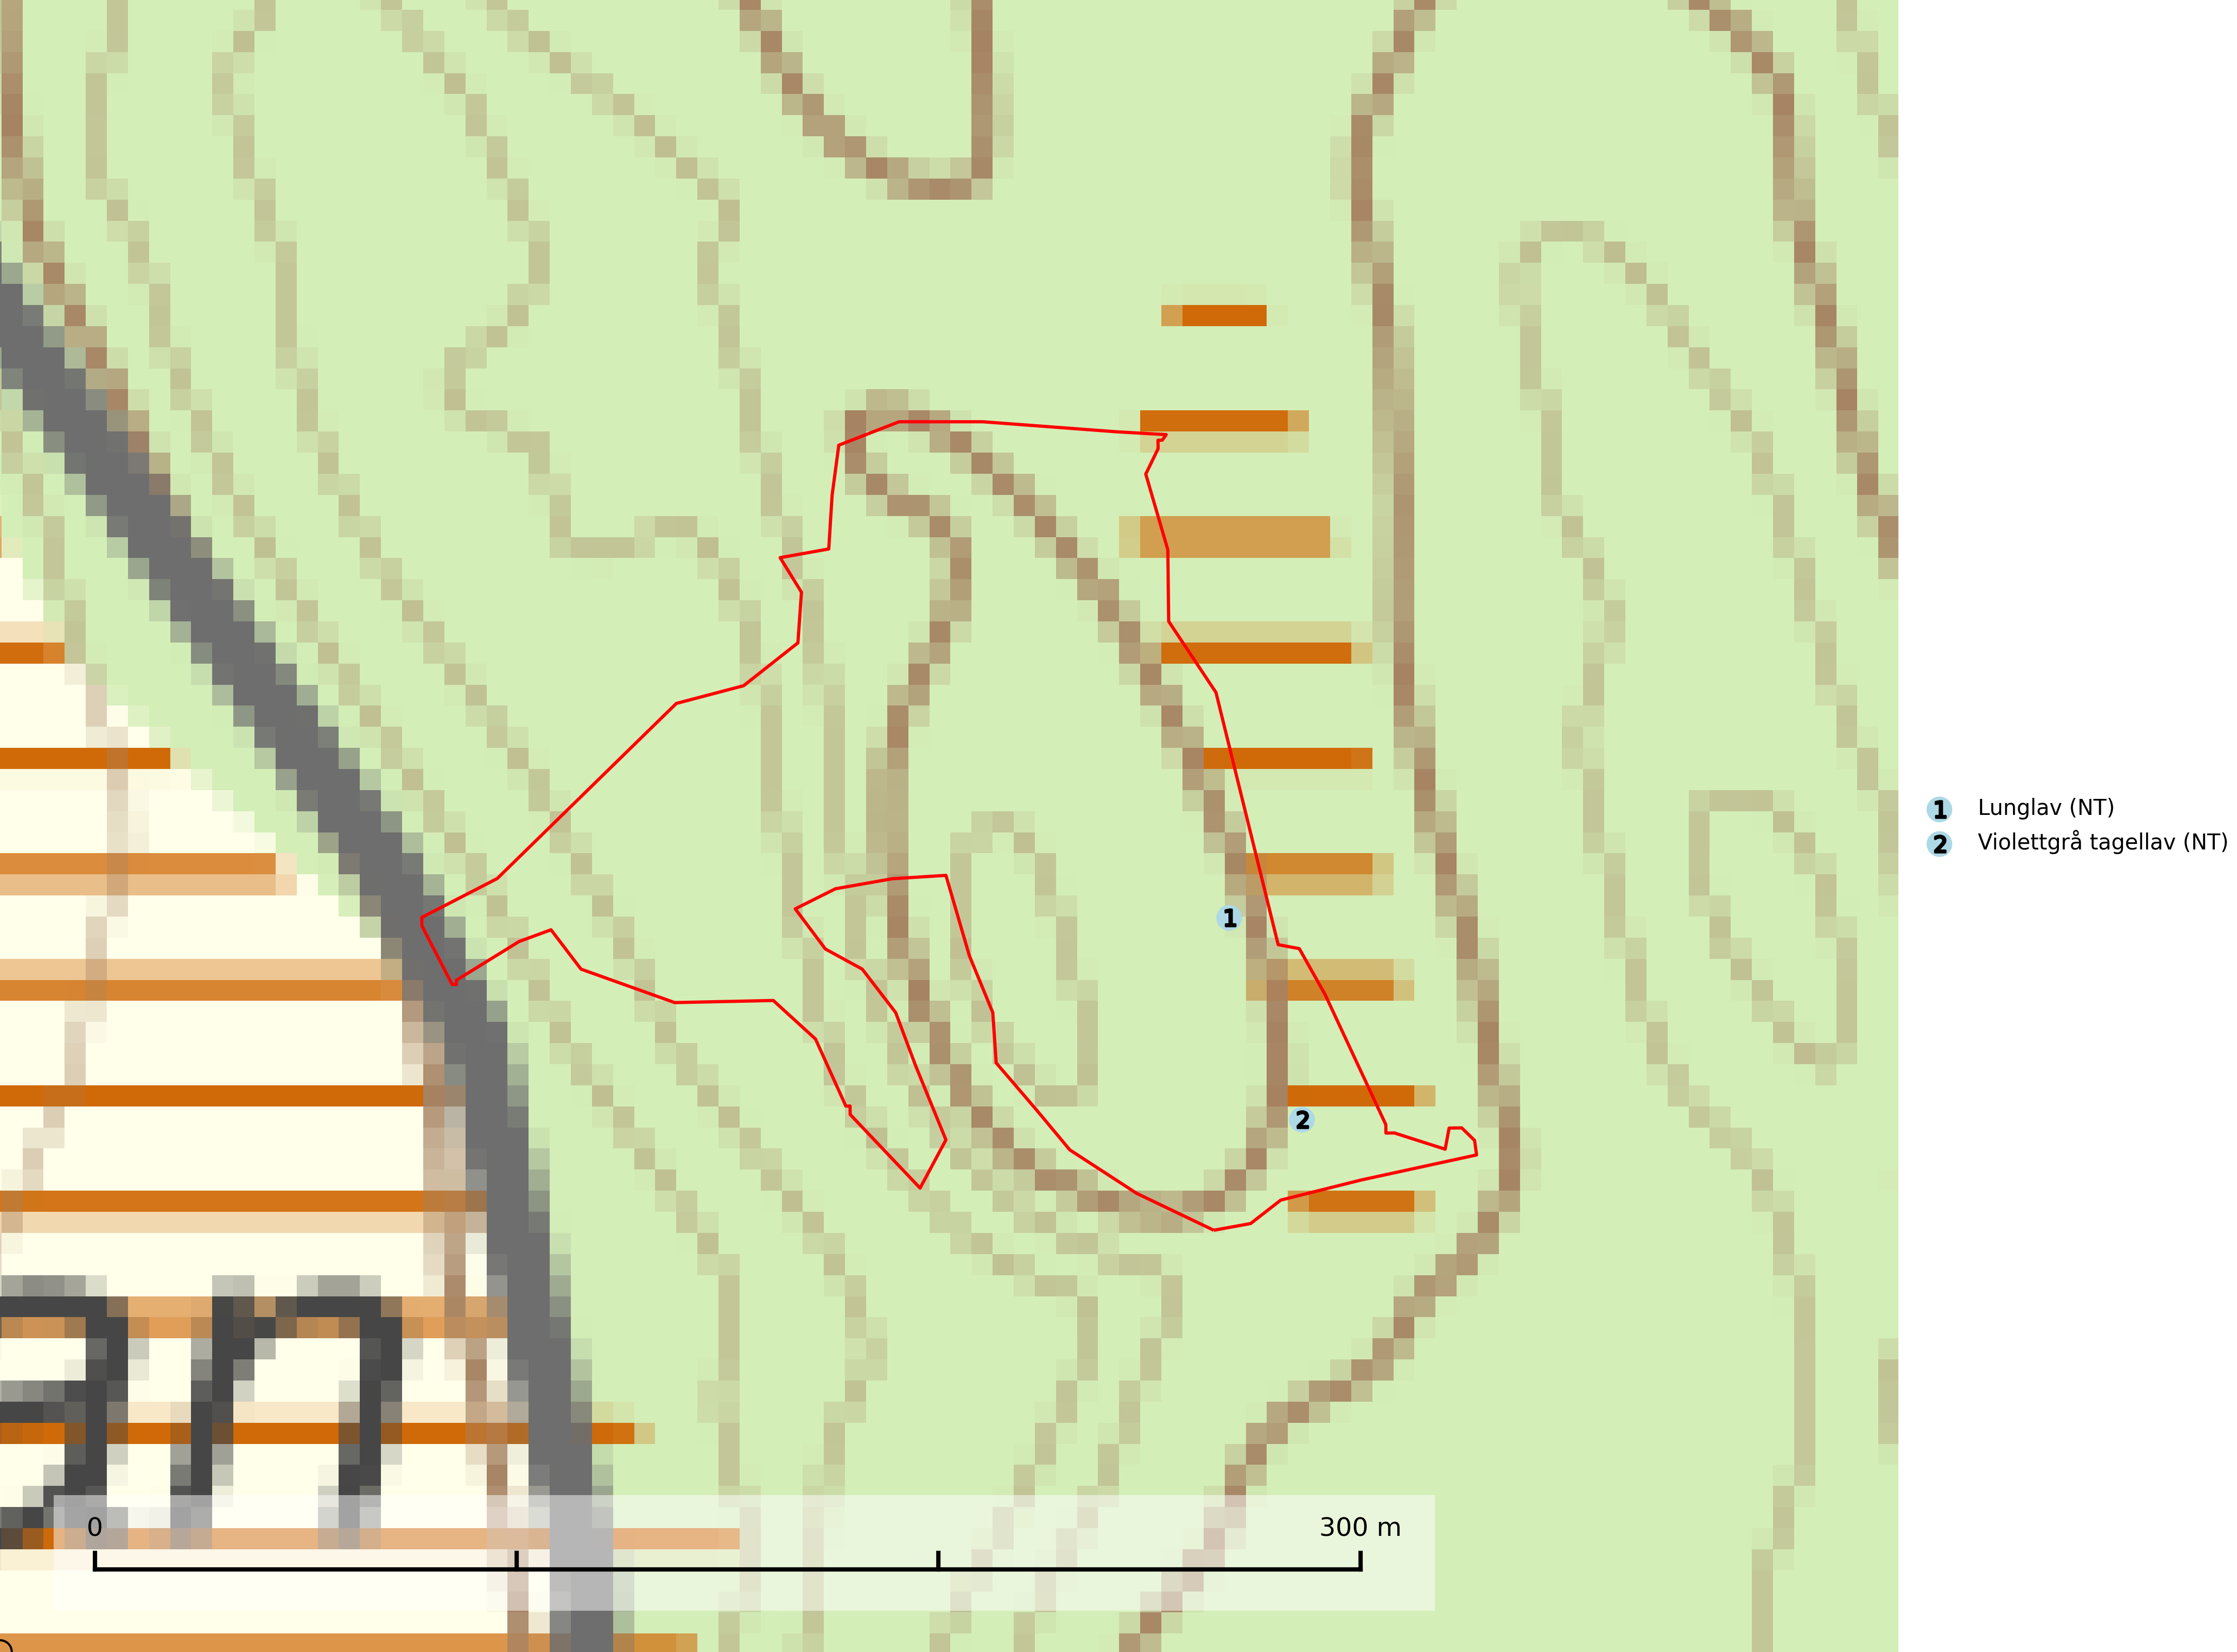 1 Lunglav (NT)
2 Violettgrå tagellav (NT)
1
2
0 300 m